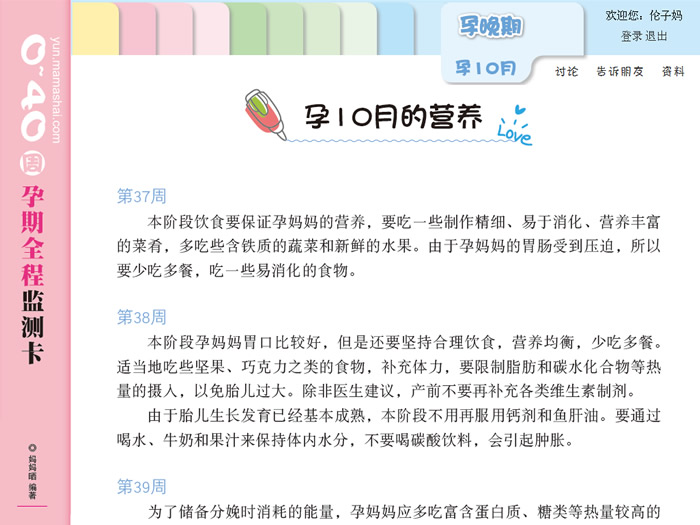 孕晚期
欢迎您：伦子妈
登录 退出
孕10月
讨论 告诉朋友 资料
yun.mamashai.com
0~40
周
孕期全程监测卡
◎妈妈晒 编著
孕10月的营养
Love
第37周
本阶段饮食要保证孕妈妈的营养，要吃一些制作精细、易于消化、营养丰富
的菜肴，多吃些含铁质的蔬菜和新鲜的水果。由于孕妈妈的胃肠受到压迫，所以
要少吃多餐，吃一些易消化的食物。
第38周
本阶段孕妈妈胃口比较好，但是还要坚持合理饮食，营养均衡，少吃多餐。
适当地吃些坚果、巧克力之类的食物，补充体力，要限制脂肪和碳水化合物等热
量的摄入，以免胎儿过大。除非医生建议，产前不要再补充各类维生素制剂。
由于胎儿生长发育已经基本成熟，本阶段不用再服用钙剂和鱼肝油。要通过
喝水、牛奶和果汁来保持体内水分，不要喝碳酸饮料，会引起肿胀。
第39周
为了储备分娩时消耗的能量，孕妈妈应多吃富含蛋白质、糖类等热量较高的